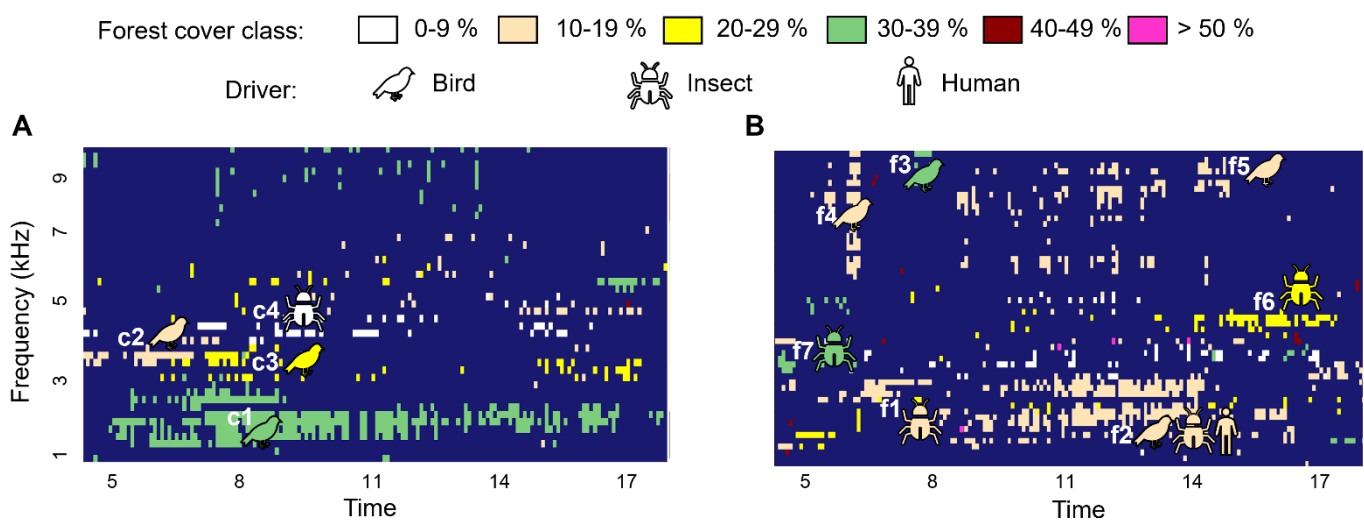 Forest cover class: 0-9 % 10-19 % 20-29 % 30-39 % 40-49 % > 50 %
Driver: Bird Insect Human
A
B
Frequency (kHz)
9
7
5
3
1
c4
c2
c3
c1
5 8 11 14 17
Time
f3
f5
f4
f6
f7
f1
f2
5 8 11 14 17
Time